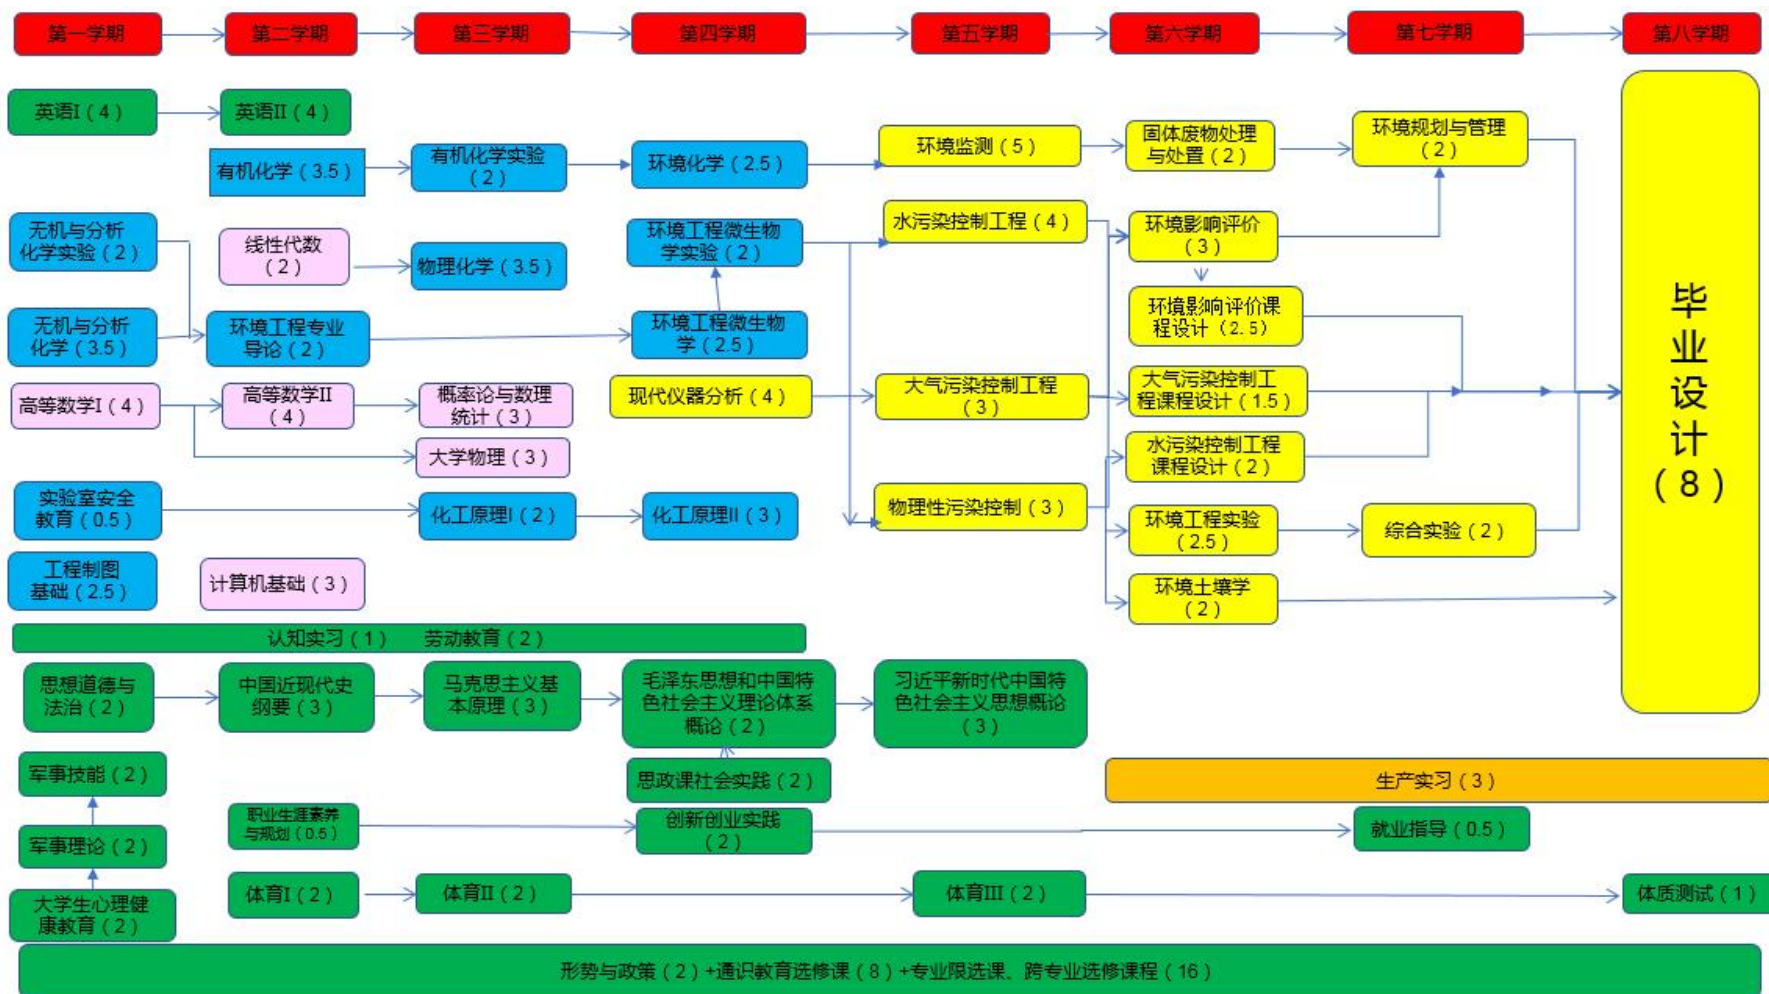 第一学期
第二学期
第三学期
第四学期
第五学期
第六学期
第七学期
第八学期
英语I（4）
英语II（4）
有机化学（3.5）
有机化学实验
（2）
环境化学（2.5）
环境监测（5）
固体废物处理
与处置（2）
环境规划与管理
（2）
无机与分析
化学实验（2）
线性代数
（2）
物理化学（3.5）
环境工程微生物
学实验（2）
水污染控制工程（4）
环境影响评价
（3）
环境影响评价课
程设计（2.5）
无机与分析
化学（3.5）
环境工程专业
导论（2）
环境工程微生物
学（2.5）
高等数学I（4）
高等数学II
（4）
概率论与数理
统计（3）
现代仪器分析（4）
大气污染控制工程
（3）
大气污染控制工
程课程设计（1.5）
大学物理（3）
水污染控制工程
课程设计（2）
实验室安全
教育（0.5）
化工原理I（2）
化工原理II（3）
物理性污染控制（3）
环境工程实验
（2.5）
综合实验（2）
工程制图
基础（2.5）
计算机基础（3）
环境土壤学
（2）
毕
业
设
计
（8）
认知实习（1） 劳动教育（2）
思想道德与
法治（2）
中国近现代史
纲要（3）
马克思主义基
本原理（3）
毛泽东思想和中国特
色社会主义理论体系
概论（2）
习近平新时代中国特
色社会主义思想概论
（3）
军事技能（2）
思政课社会实践（2）
生产实习（3）
军事理论（2）
职业生涯素养
与规划（0.5）
创新创业实践
（2）
就业指导（0.5）
大学生心理健
康教育（2）
体育I（2）
体育II（2）
体育III（2）
体质测试（1）
形势与政策（2）+通识教育选修课（8）+专业限选课、跨专业选修课程（16）